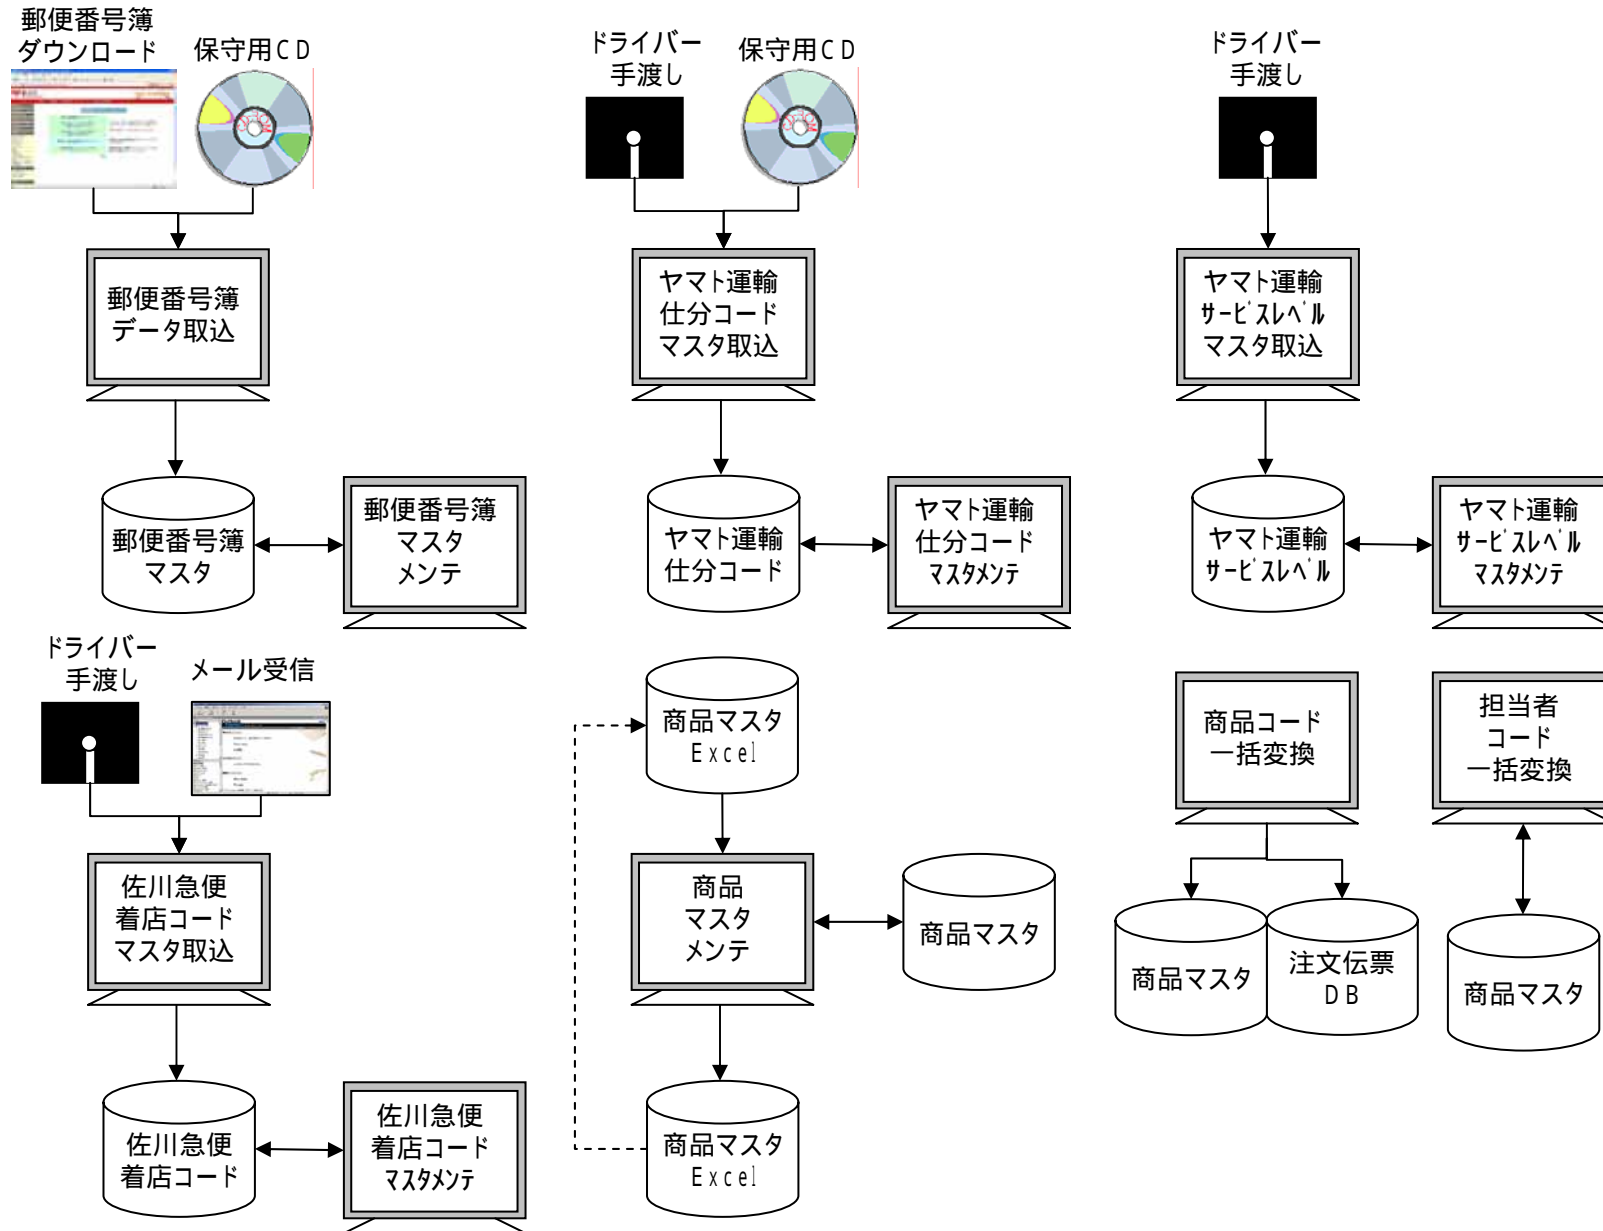 郵便番号簿
ダウンロード
保守用CD
ドライバー
手渡し
保守用CD
ドライバー
手渡し
郵便番号簿
データ取込
ヤマト運輸
仕分コード
マスタ取込
ヤマト運輸
ｻｰﾋﾞｽﾚﾍﾞﾙ
マスタ取込
郵便番号簿
マスタ
郵便番号簿
マスタ
メンテ
ヤマト運輸
仕分コード
ヤマト運輸
仕分コード
ﾏｽﾀﾒﾝﾃ
ヤマト運輸
ｻｰﾋﾞｽﾚﾍﾞﾙ
ヤマト運輸
ｻｰﾋﾞｽﾚﾍﾞﾙ
ﾏｽﾀﾒﾝﾃ
ドライバー
手渡し
メール受信
佐川急便
着店コード
マスタ取込
佐川急便
着店コード
佐川急便
着店コード
ﾏｽﾀﾒﾝﾃ
商品マスタ
Excel
商品
マスタ
メンテ
商品マスタ
商品マスタ
Excel
商品コード
一括変換
商品マスタ
注文伝票
DB
担当者
コード
一括変換
商品マスタ